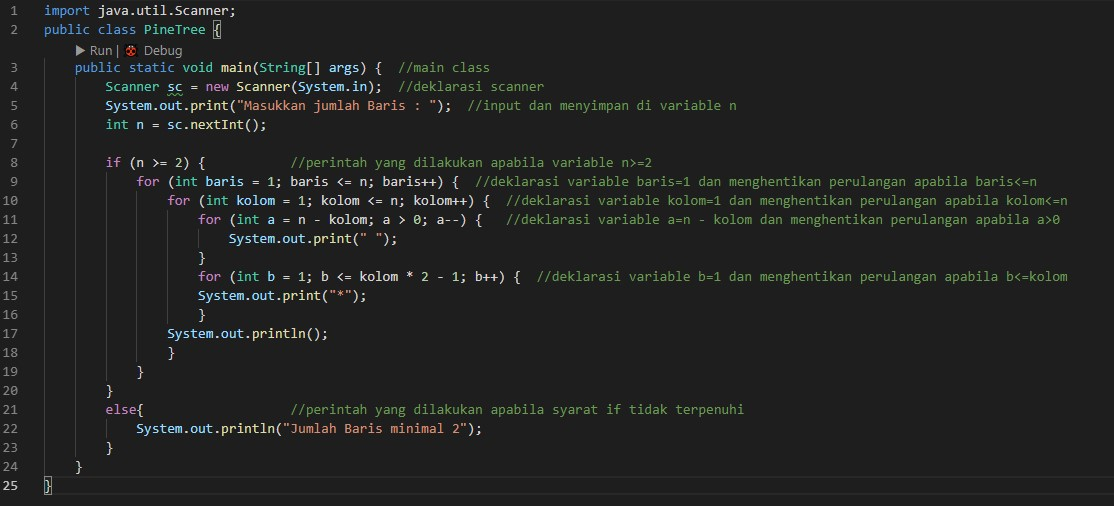 1 import java.util.Scanner;
2 public class PineTree {
Run | Debug
3 public static void main(String[] args) { //main class
4 Scanner sc = new Scanner(System.in); //deklarasi scanner
5 System.out.print("Masukkan jumlah Baris : "); //input dan menyimpan di variable n
6 int n = sc.nextInt();
7
8 if (n >= 2) { //perintah yang dilakukan apabila variable n>=2
9 for (int baris = 1; baris <= n; baris++) { //deklarasi variable baris=1 dan menghentikan perulangan apabila baris<=n
10 for (int kolom = 1; kolom <= n; kolom++) { //deklarasi variable kolom=1 dan menghentikan perulangan apabila kolom<=n
11 for (int a = n - kolom; a > 0; a--) { //deklarasi variable a=n - kolom dan menghentikan perulangan apabila a>0
12 System.out.print(" ");
13 }
14 for (int b = 1; b <= kolom * 2 - 1; b++) { //deklarasi variable b=1 dan menghentikan perulangan apabila b<=kolom
15 System.out.print("*");
16 }
17 System.out.println();
18 }
19 }
20 }
21 else{ //perintah yang dilakukan apabila syarat if tidak terpenuhi
22 System.out.println("Jumlah Baris minimal 2");
23 }
24 }
25 }